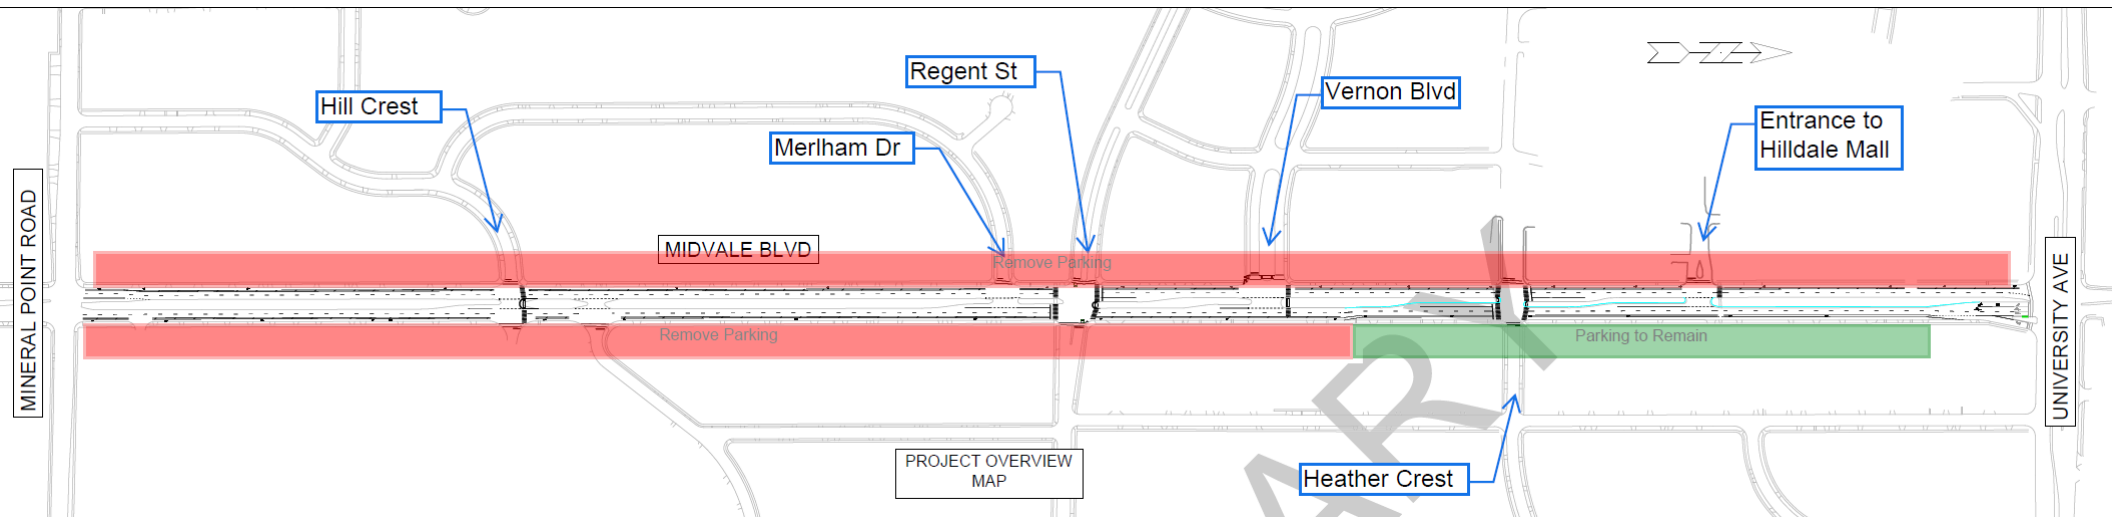 Regent St
Hill Crest
Vernon Blvd
Entrance to
Hilldale Mall
Merlham Dr
MINERAL POINT ROAD
MIDVALE BLVD
Remove Parking
UNIVERSITY AVE
Remove Parking
Parking to Remain
PROJECT OVERVIEW
MAP
Heather Crest
ARY